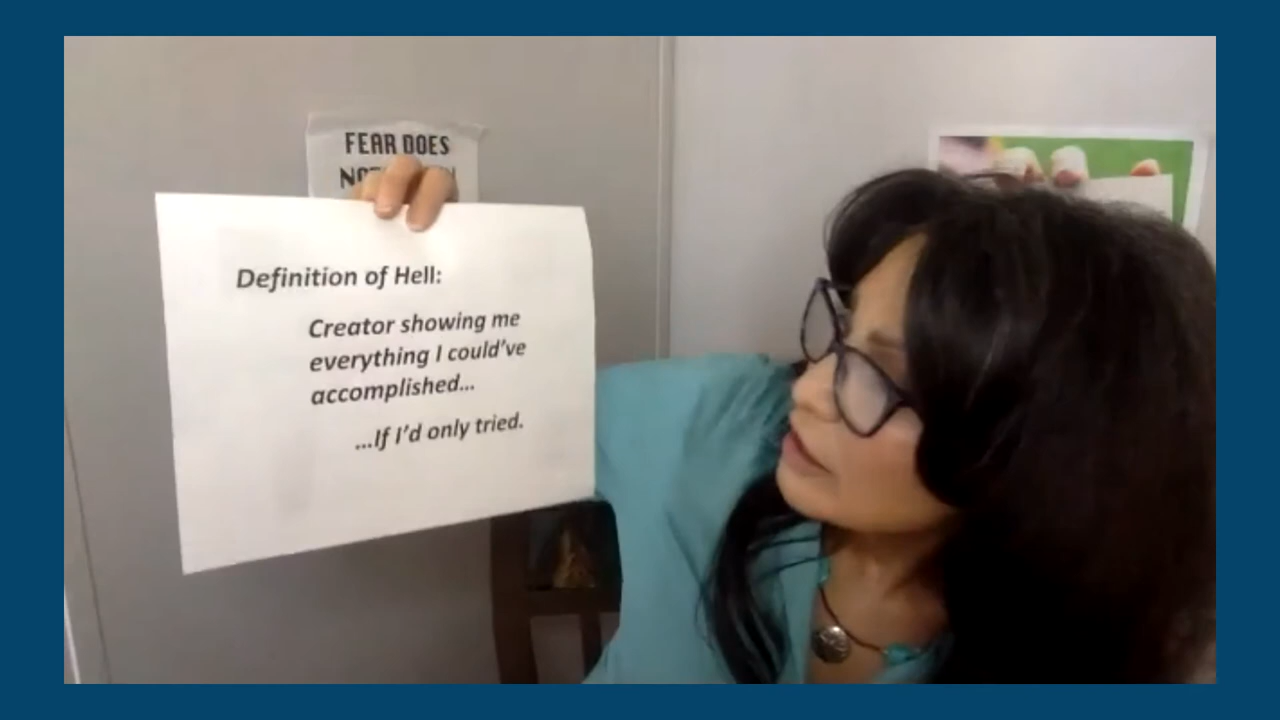 FEAR DOES
Definition of Hell:
Creator showing me
everything I could've
accomplished...
...If I'd only tried.